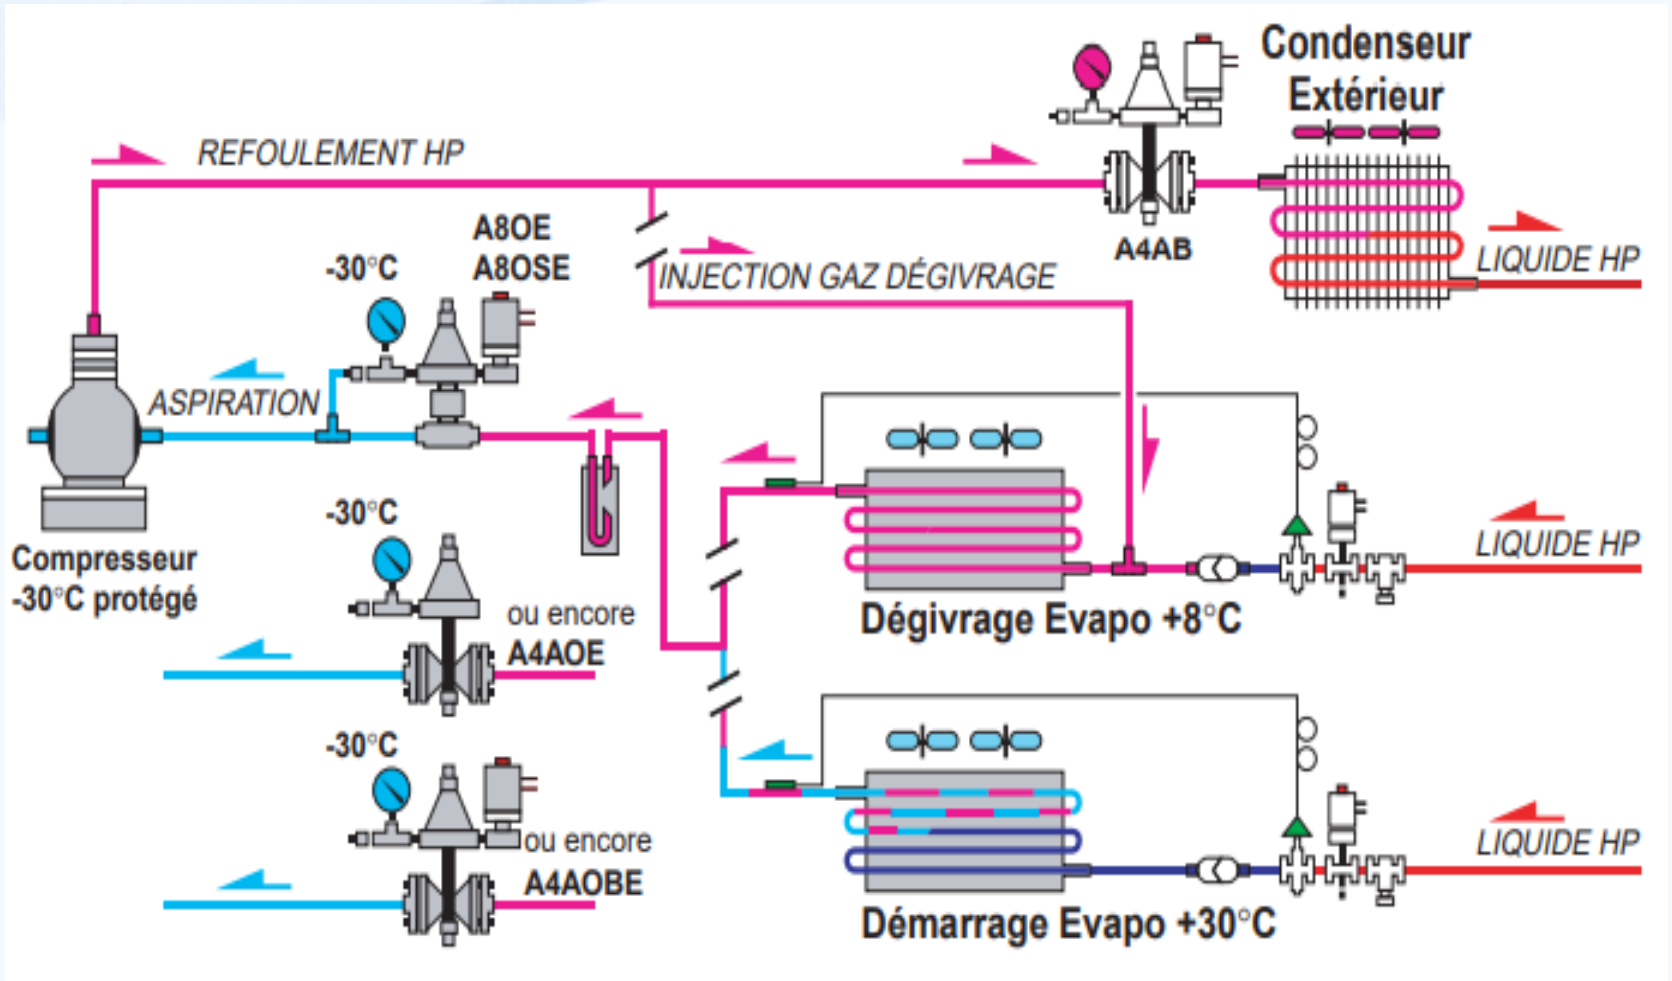 Condenseur
Extérieur
REFOULEMENT HP
A8OE
A8OSE
-30°C
A4AB
LIQUIDE HP
INJECTION GAZ DÉGIVRAGE
ASPIRATION
-30°C
Compresseur
-30°C protégé
LIQUIDE HP
ou encore
A4AOE
Dégivrage Evapo +8°C
-30°C
ou encore
A4AOBE
LIQUIDE HP
Démarrage Evapo +30°C